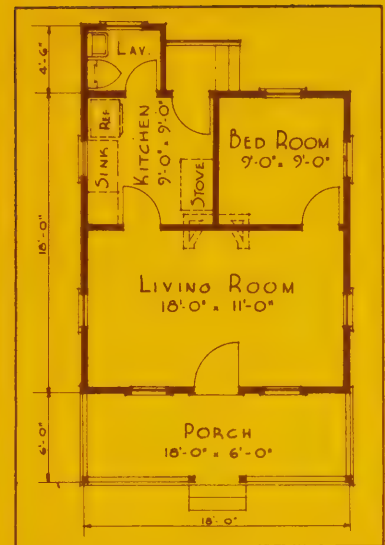 4'-6"
LAV.
18'-0"
SINK
REF
KITCHEN
9'-0" x 9'-0"
STOVE
BED ROOM
9'-0" x 9'-0"
LIVING ROOM
18'-0" x 11'-0"
6'-0"
PORCH
18'-0" x 6'-0"
18'-0"